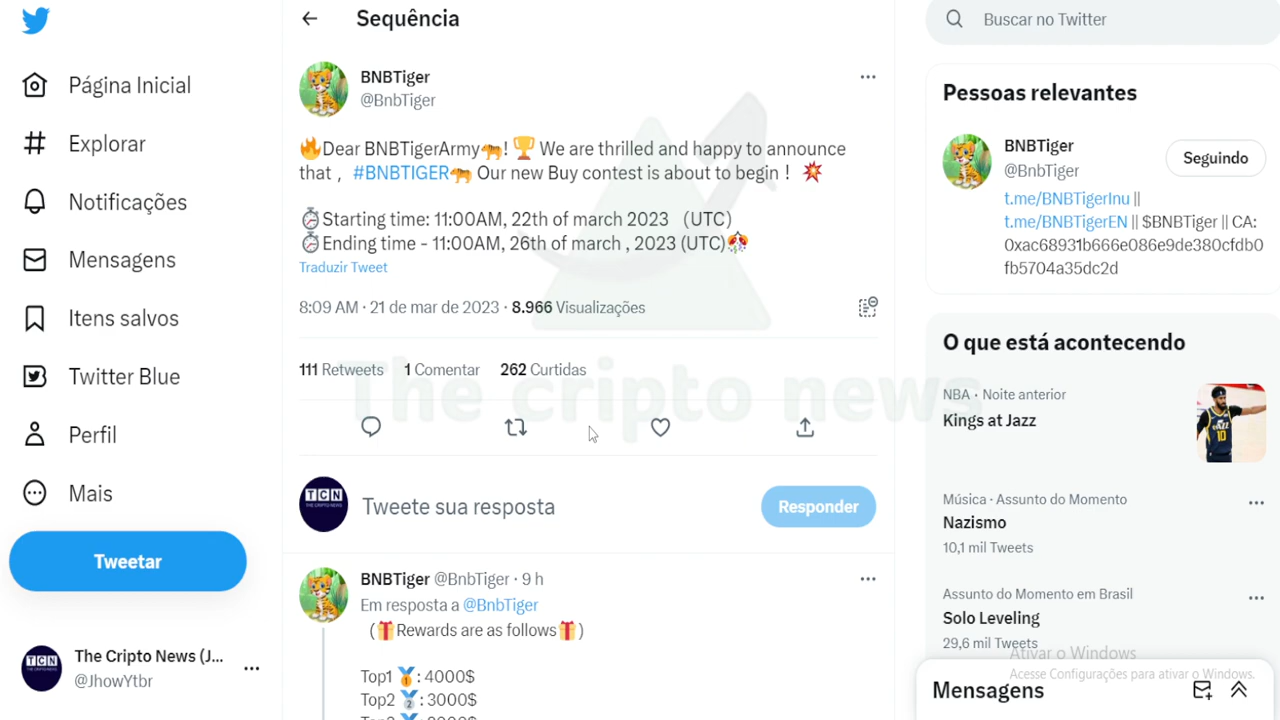 Página Inicial
Explorar
Notificações
Mensagens
Itens salvos
Twitter Blue
Perfil
Mais
Tweetar
TCN
The Cripto News (J...
@JhowYtbr
Sequência
BNBTiger
@BnbTiger
🔥Dear BNBTigerArmy🐅! 🏆 We are thrilled and happy to announce
that , #BNBTIGER🐅 Our new Buy contest is about to begin ! 💥
⏱Starting time: 11:00AM, 22th of march 2023 (UTC)
⏱Ending time - 11:00AM, 26th of march , 2023 (UTC)🎊
Traduzir Tweet
8:09 AM · 21 de mar de 2023 · 8.966 Visualizações
111 Retweets 1 Comentar 262 Curtidas
The cripto news
TCN
THE CRIPTO NEWS
Tweete sua resposta
Responder
BNBTiger @BnbTiger · 9 h
Em resposta a @BnbTiger
(🎁Rewards are as follows🎁)
Top1 🥇: 4000$
Top2 🥈: 3000$
Buscar no Twitter
Pessoas relevantes
BNBTiger
@BnbTiger
Seguindo
t.me/BNBTigerInu ||
t.me/BNBTigerEN || $BNBTiger || CA:
0xac68931b666e086e9de380cfdb0
fb5704a35dc2d
O que está acontecendo
NBA · Noite anterior
Kings at Jazz
Música · Assunto do Momento
Nazismo
10,1 mil Tweets
Assunto do Momento em Brasil
Solo Leveling
29,6 mil Tweets
Ativar o Windows
Acesse Configurações para ativar o Windows.
Mensagens